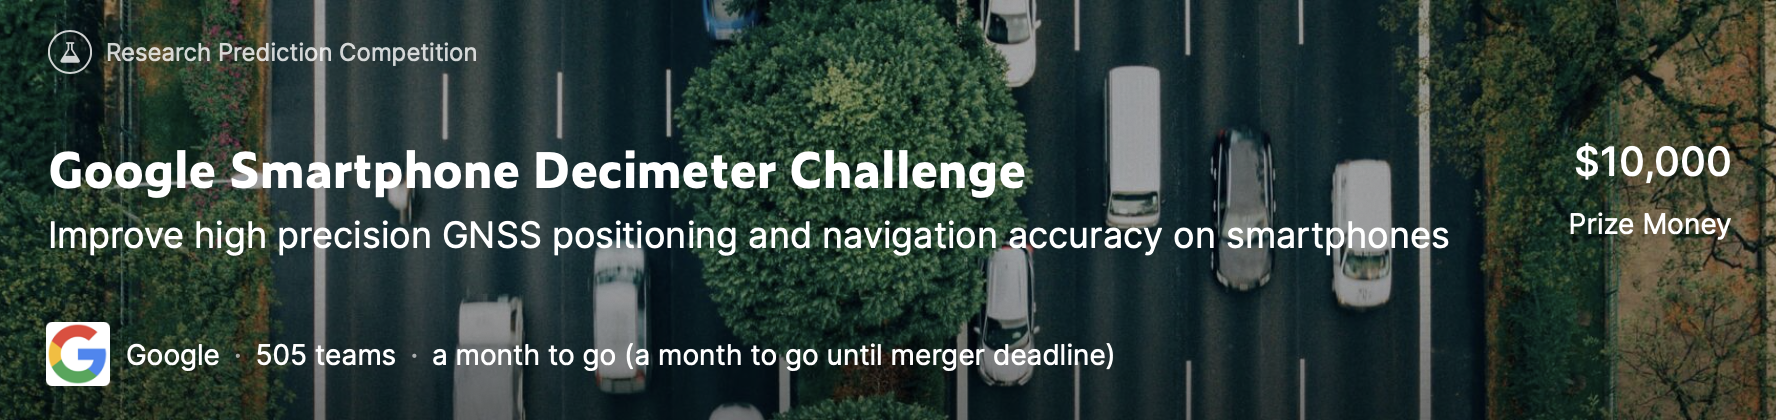 Research Prediction Competition
Google Smartphone Decimeter Challenge
$10,000
Improve high precision GNSS positioning and navigation accuracy on smartphones
Prize Money
G
Google · 505 teams · a month to go (a month to go until merger deadline)